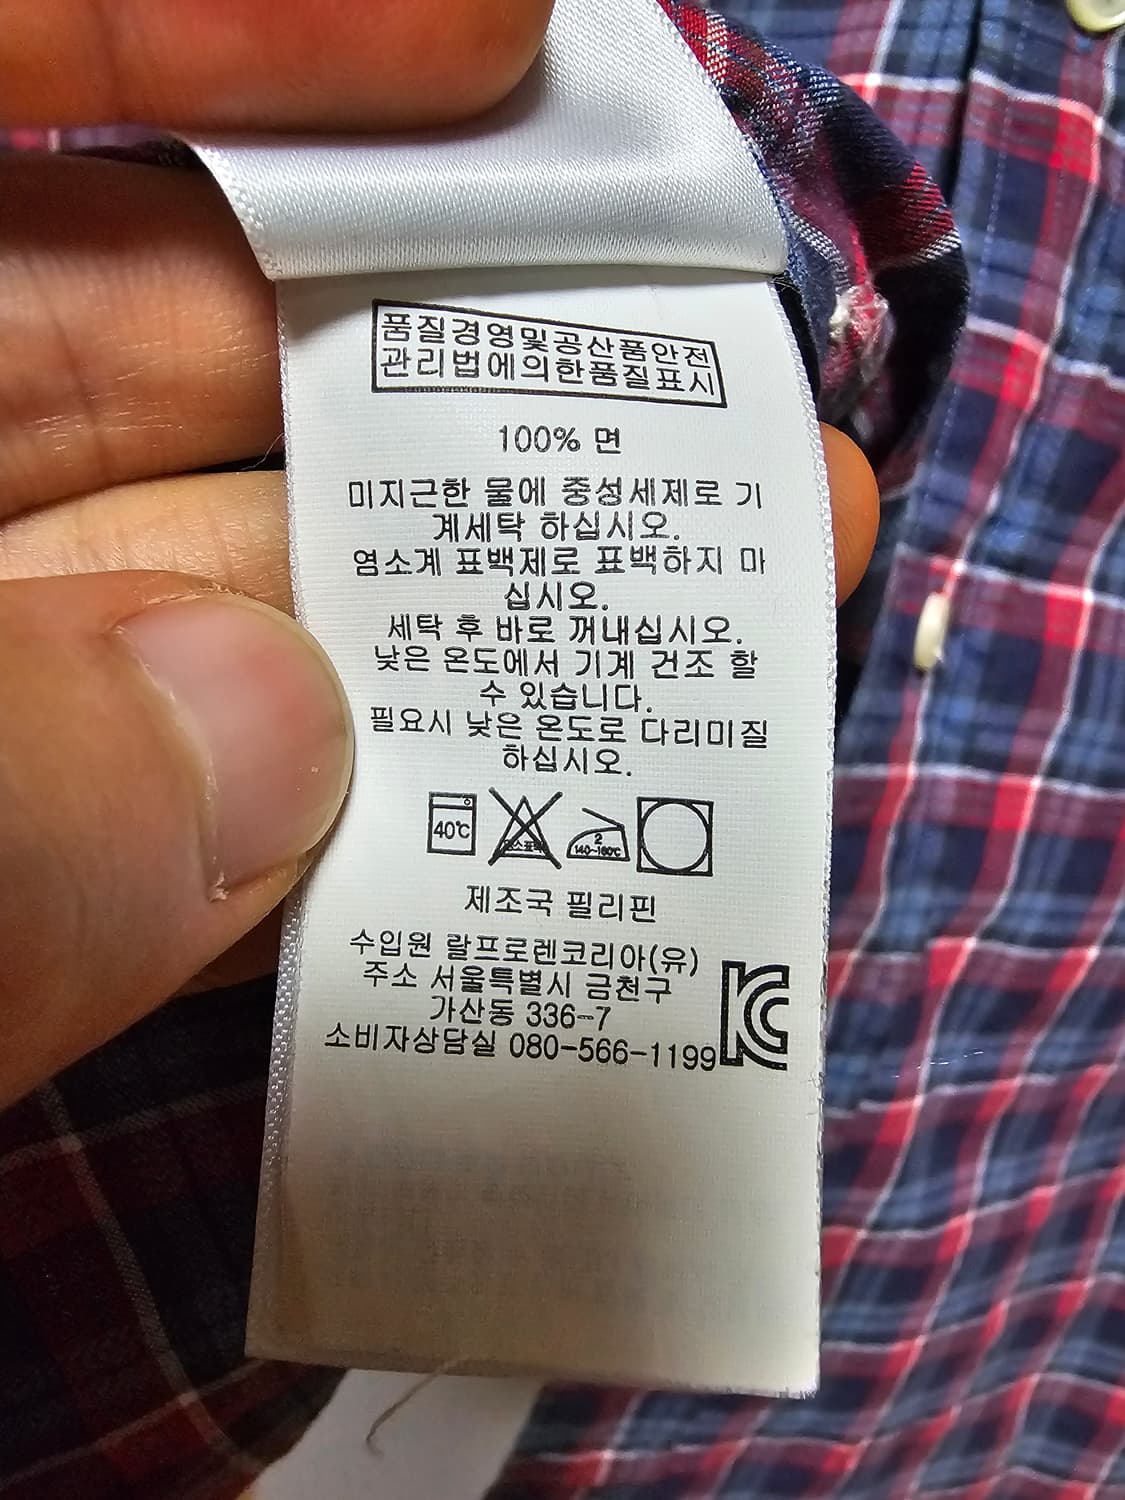 품질경영및공산품안전
관리법에의한품질표시
100% 면
미지근한 물에 중성세제로 기
계세탁 하십시오.
염소계 표백제로 표백하지 마
십시오.
세탁 후 바로 꺼내십시오.
낮은 온도에서 기계 건조 할
수 있습니다.
필요시 낮은 온도로 다리미질
하십시오.
40℃
염소표백
2
140~160℃
제조국 필리핀
수입원 랄프로렌코리아(유)
주소 서울특별시 금천구
가산동 336-7
소비자상담실 080-566-1199